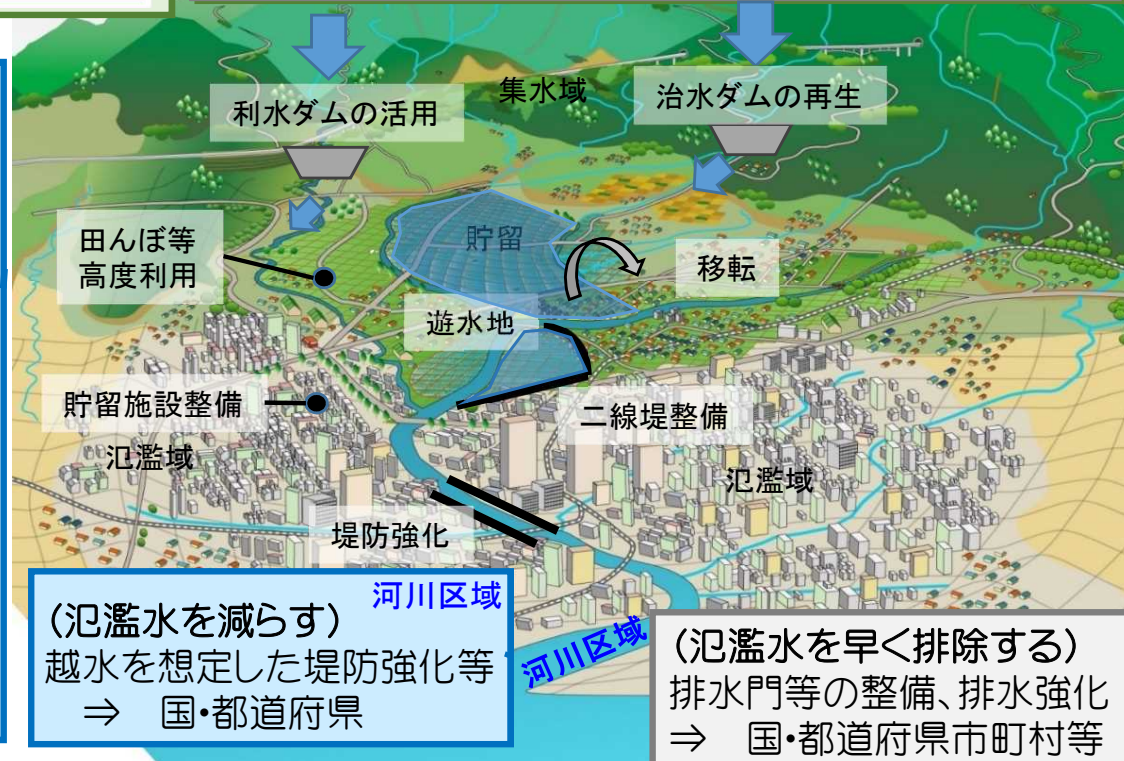 集水域
利水ダムの活用
治水ダムの再生
田んぼ等
高度利用
貯留
移転
遊水地
貯留施設整備
二線堤整備
氾濫域
氾濫域
堤防強化
河川区域
(氾濫水を減らす)
越水を想定した堤防強化等
⇒ 国・都道府県
河川区域
(氾濫水を早く排除する)
排水門等の整備、排水強化
⇒ 国・都道府県市町村等